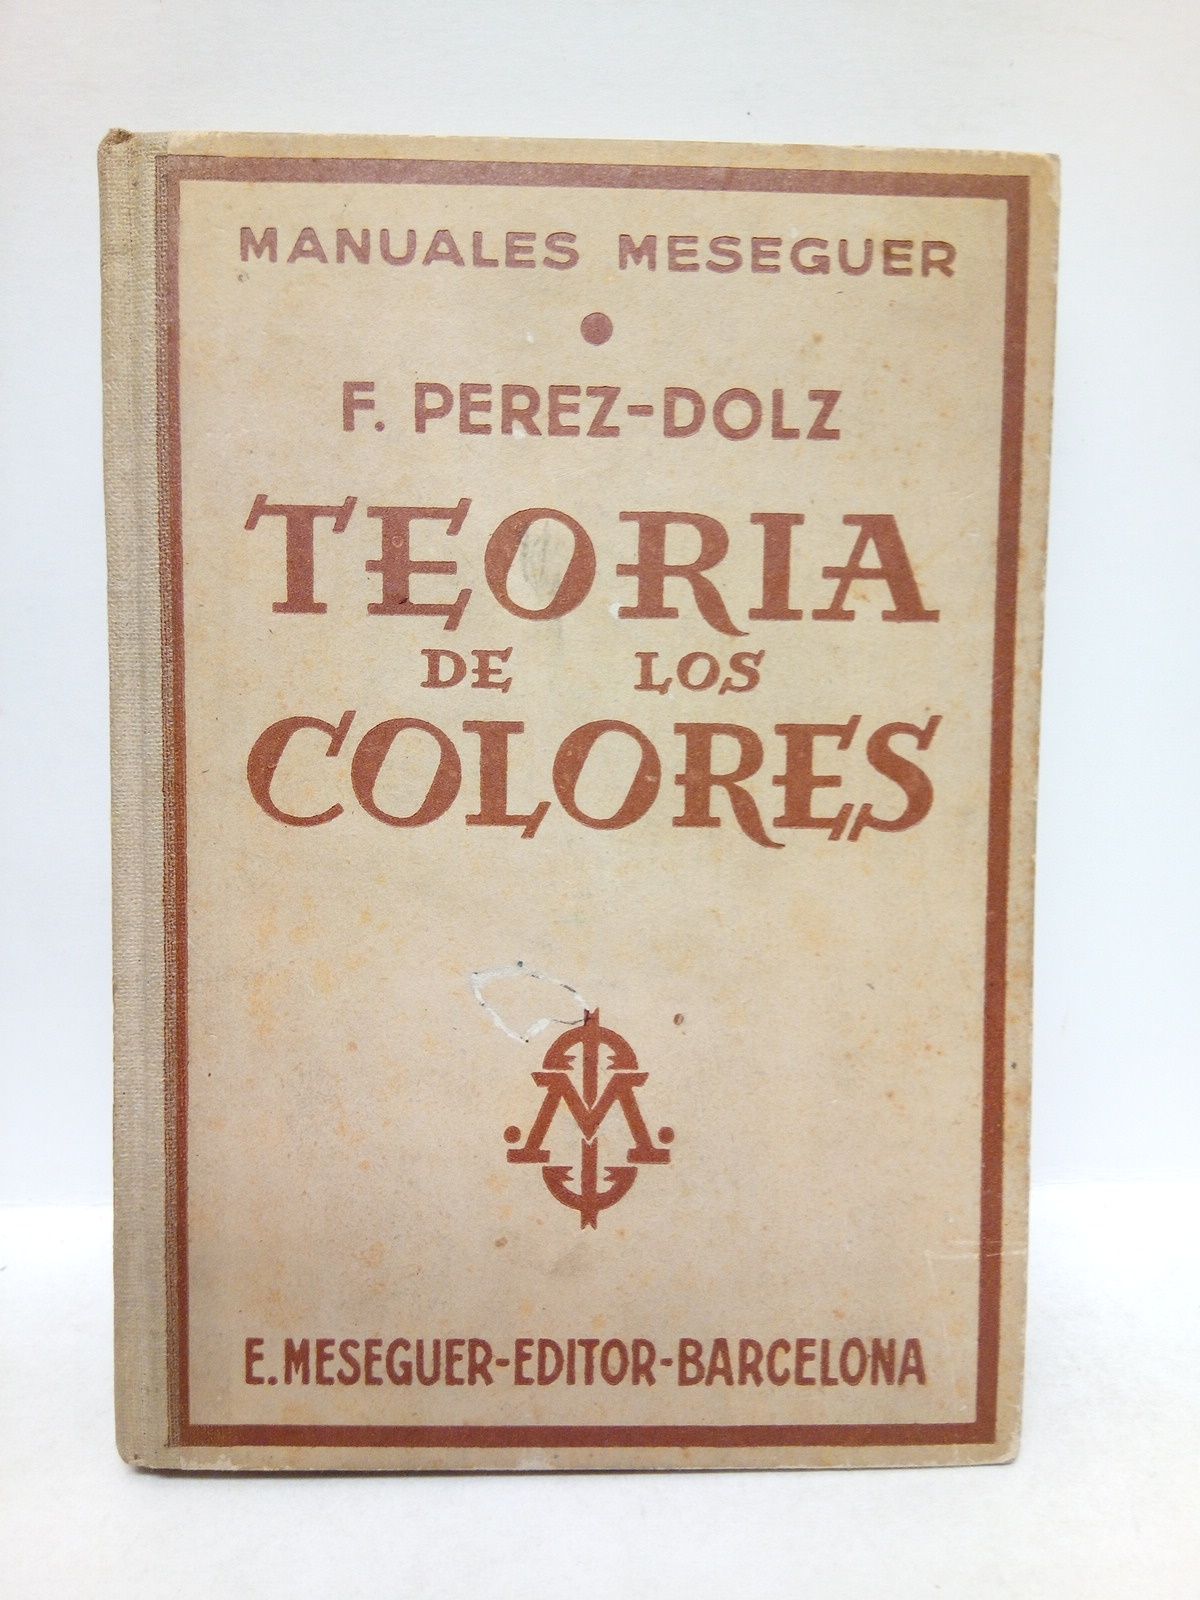 MANUALES MESEGUER
F. PEREZ-DOLZ
TEORIA
DE LOS
COLORES
.M.
E. MESEGUER-EDITOR-BARCELONA